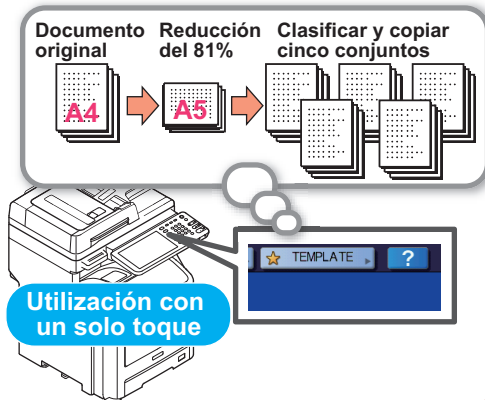 Documento
original
Reducción
del 81%
Clasificar y copiar
cinco conjuntos
A4
A5
TEMPLATE
?
Utilización con
un solo toque